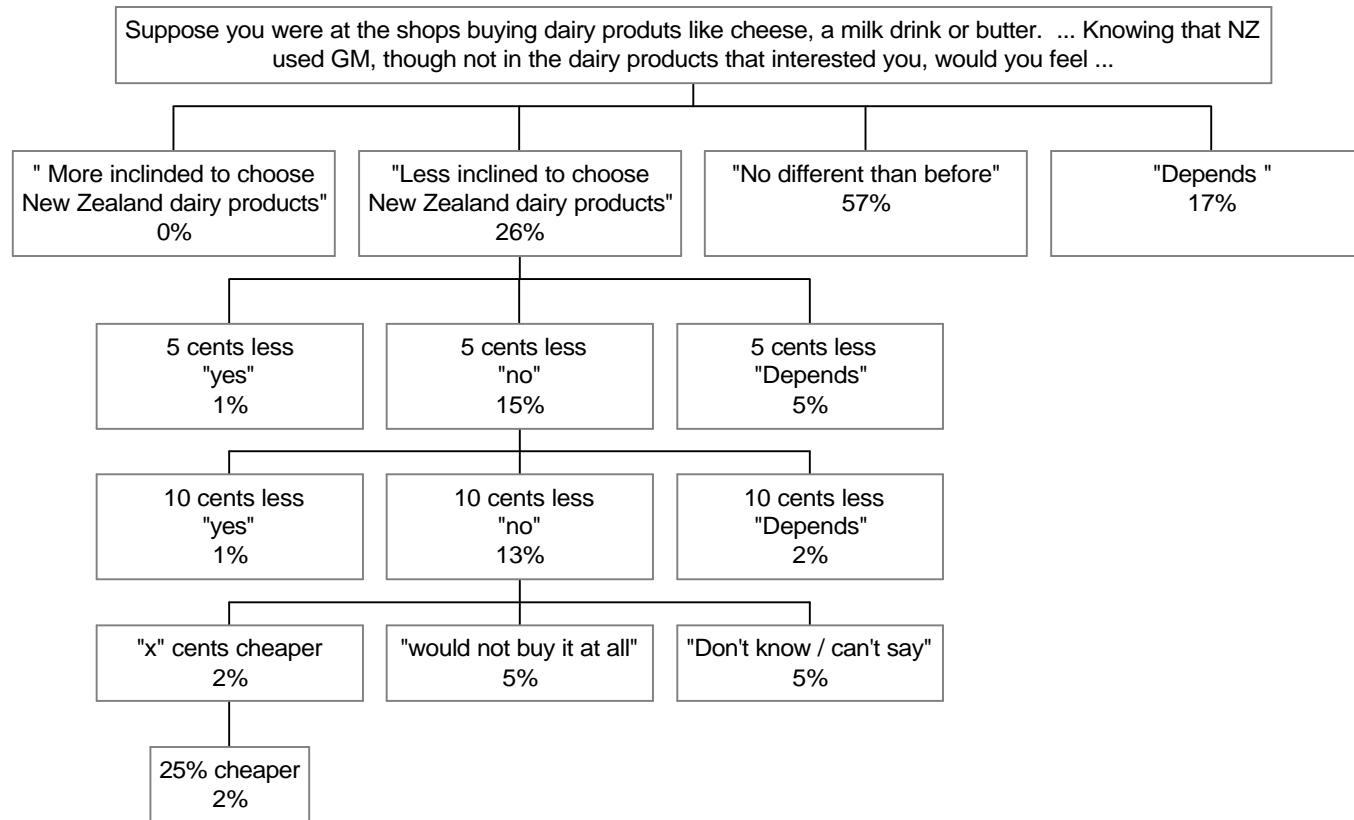 Suppose you were at the shops buying dairy produts like cheese, a milk drink or butter.  ... Knowing that NZ
used GM, though not in the dairy products that interested you, would you feel ...
" More inclinded to choose
New Zealand dairy products"
0%
"Less inclined to choose
New Zealand dairy products"
26%
"No different than before"
57%
"Depends "
17%
5 cents less
"yes"
1%
5 cents less
"no"
15%
5 cents less
"Depends"
5%
10 cents less
"yes"
1%
10 cents less
"no"
13%
10 cents less
"Depends"
2%
"x" cents cheaper
2%
"would not buy it at all"
5%
"Don't know / can't say"
5%
25% cheaper
2%